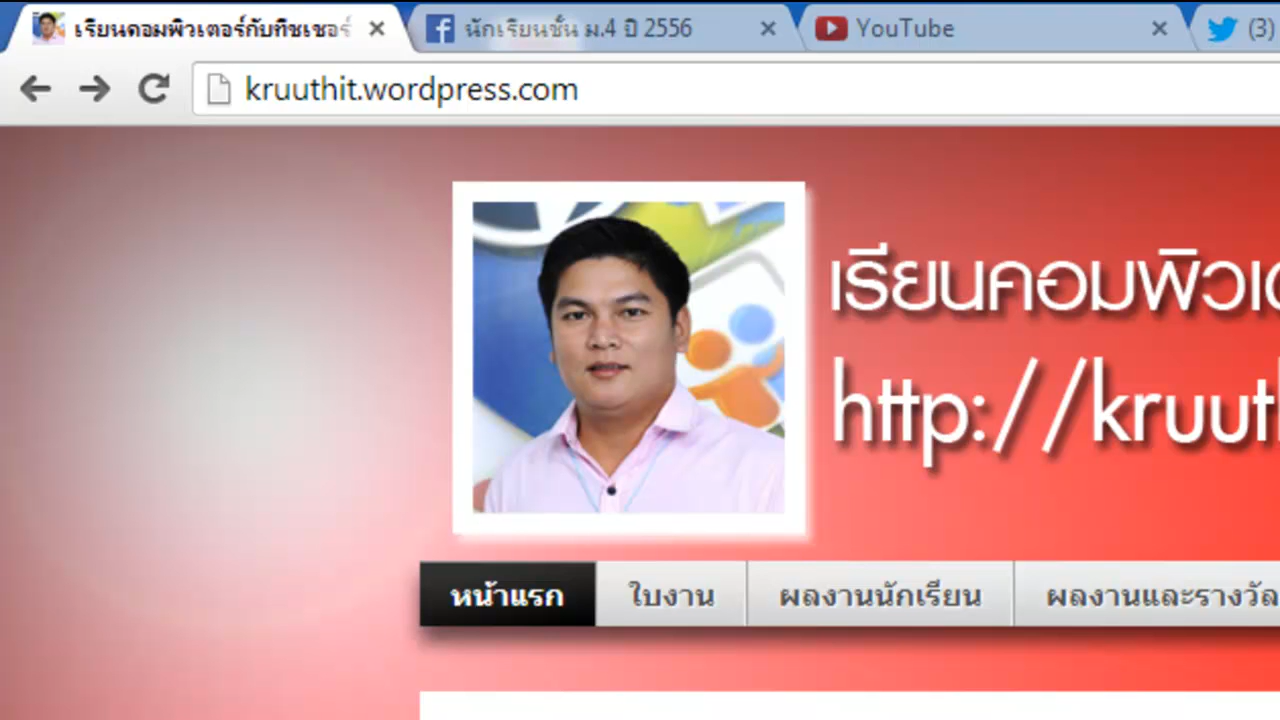 เรียนคอมพิวเตอร์กับทิชเชอร์
นักเรียนชั้น ม.4 ปี 2556
YouTube
(3)
kruuthit.wordpress.com
เรียนคอมพิวเ
http://kruut
หน้าแรก
ใบงาน
ผลงานนักเรียน
ผลงานและรางวัล